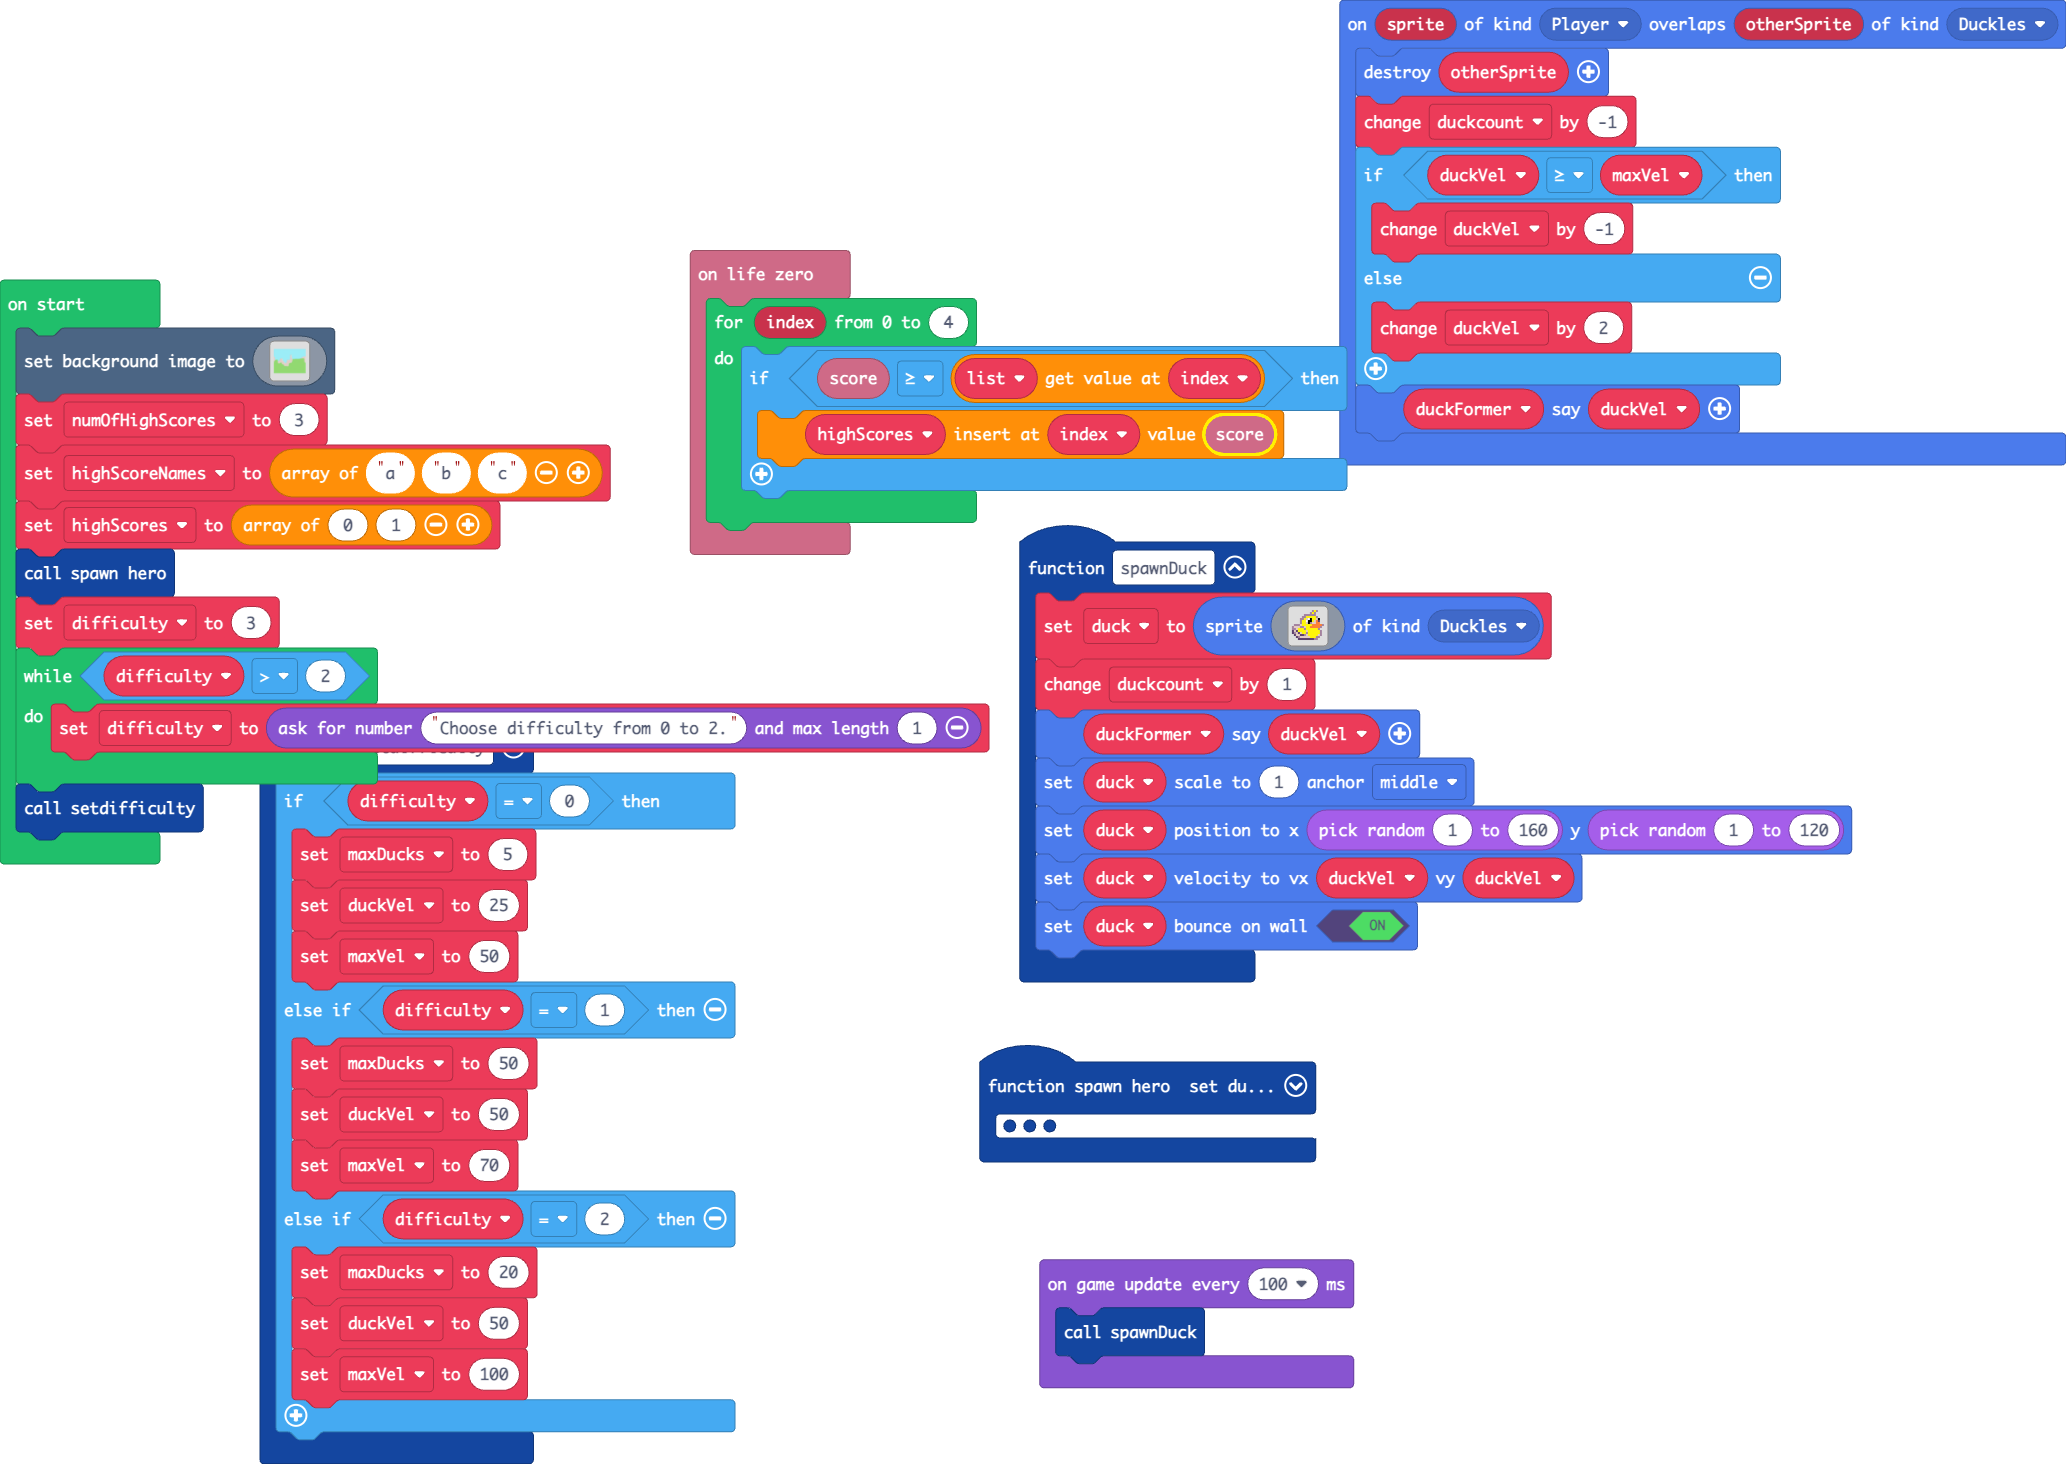 on start
set background image to
set numOfHighScores to 3
set highScoreNames to array of "a" "b" "c"
set highScores to array of 0 1
call spawn hero
set difficulty to 3
while difficulty > 2
do set difficulty to ask for number "Choose difficulty from 0 to 2." and max length 1
call setdifficulty
if difficulty = 0 then
set maxDucks to 5
set duckVel to 25
set maxVel to 50
else if difficulty = 1 then
set maxDucks to 50
set duckVel to 50
set maxVel to 70
else if difficulty = 2 then
set maxDucks to 20
set duckVel to 50
set maxVel to 100
on life zero
for index from 0 to 4
do
if score ≥ list get value at index then
highScores insert at index value score
on sprite of kind Player overlaps otherSprite of kind Duckles
destroy otherSprite
change duckcount by -1
if duckVel ≥ maxVel then
change duckVel by -1
else
change duckVel by 2
duckFormer say duckVel
function spawnDuck
set duck to sprite of kind Duckles
change duckcount by 1
duckFormer say duckVel
set duck scale to 1 anchor middle
set duck position to x pick random 1 to 160 y pick random 1 to 120
set duck velocity to vx duckVel vy duckVel
set duck bounce on wall ON
function spawn hero set du...
on game update every 100 ms
call spawnDuck